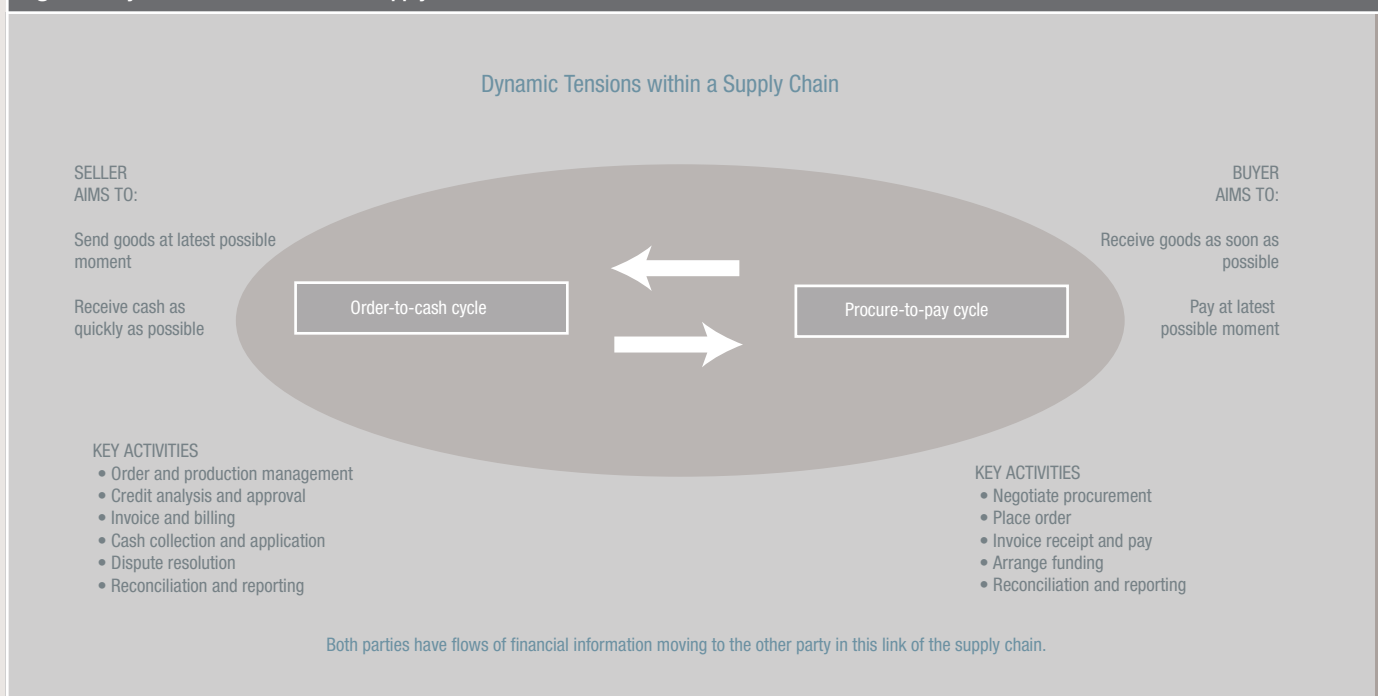 Dynamic Tensions within a Supply Chain
SELLER
AIMS TO:
Send goods at latest possible
moment
Receive cash as
quickly as possible
Order-to-cash cycle
Procure-to-pay cycle
BUYER
AIMS TO:
Receive goods as soon as
possible
Pay at latest
possible moment
KEY ACTIVITIES
• Order and production management
• Credit analysis and approval
• Invoice and billing
• Cash collection and application
• Dispute resolution
• Reconciliation and reporting
KEY ACTIVITIES
• Negotiate procurement
• Place order
• Invoice receipt and pay
• Arrange funding
• Reconciliation and reporting
Both parties have flows of financial information moving to the other party in this link of the supply chain.